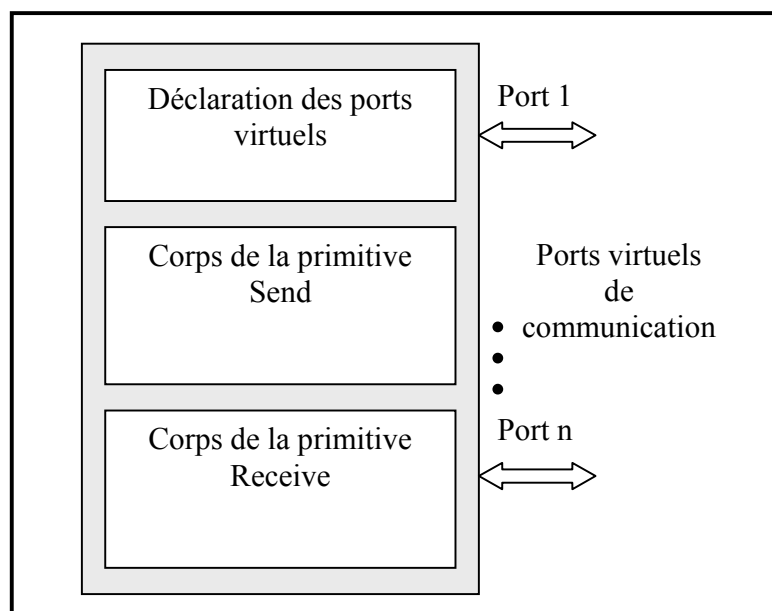 Déclaration des ports
virtuels
Port 1
Corps de la primitive
Send
Ports virtuels
de
communication
Corps de la primitive
Receive
Port n